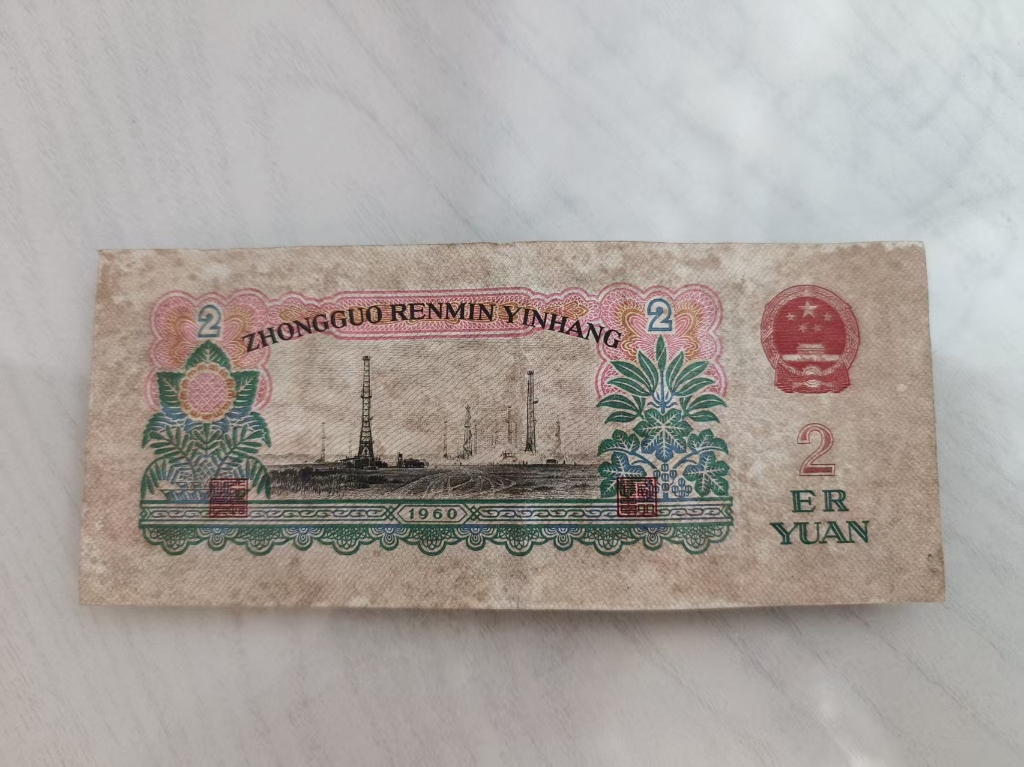 ZHONGGUO RENMIN YINHANG
2
2
1960
2
ER
YUAN